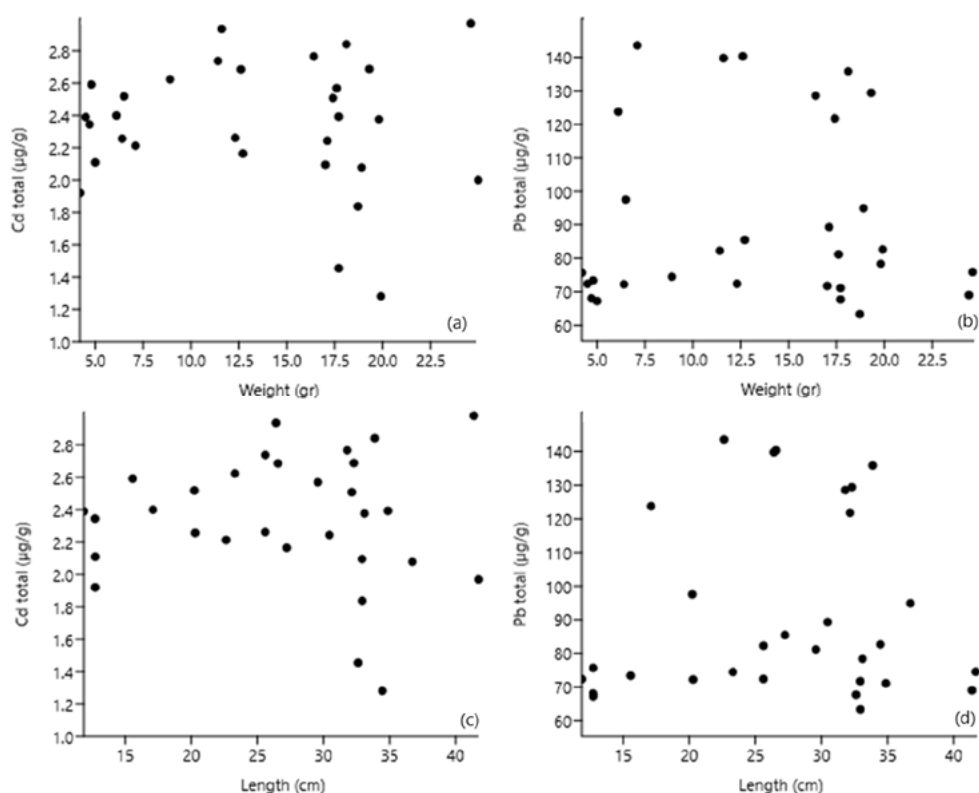 Cd total (µg/g)
2.8
2.6
2.4
2.2
2.0
1.8
1.6
1.4
1.2
1.0
(a)
5.0 7.5 10.0 12.5 15.0 17.5 20.0 22.5
Weight (gr)
Pb total (µg/g)
140
130
120
110
100
90
80
70
60
(b)
5.0 7.5 10.0 12.5 15.0 17.5 20.0 22.5
Weight (gr)
Cd total (µg/g)
2.8
2.6
2.4
2.2
2.0
1.8
1.6
1.4
1.2
1.0
(c)
15 20 25 30 35 40
Length (cm)
Pb total (µg/g)
140
130
120
110
100
90
80
70
60
(d)
15 20 25 30 35 40
Length (cm)